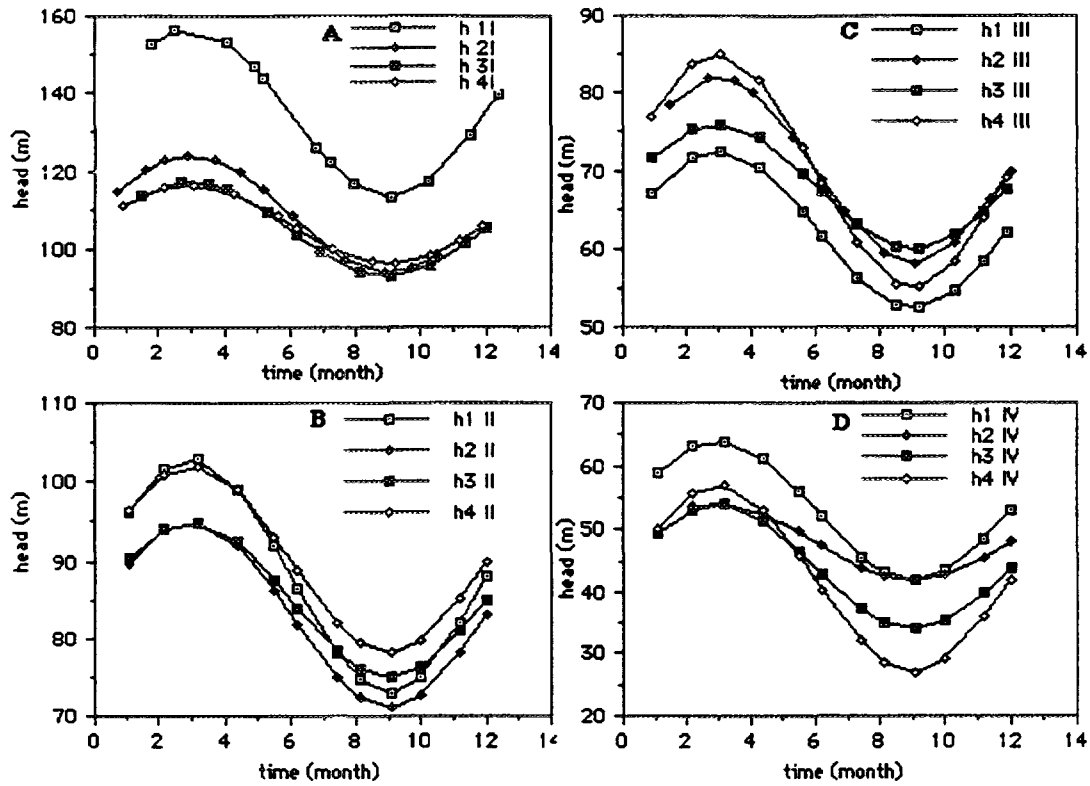 A
h 1I
h 2I
h 3I
h 4I
160
140
120
100
80
head (m)
0 2 4 6 8 10 12 14
time (month)
C
h1 III
h2 III
h3 III
h4 III
90
80
70
60
50
head (m)
0 2 4 6 8 10 12 14
time (month)
B
h1 II
h2 II
h3 II
h4 II
110
100
90
80
70
head (m)
0 2 4 6 8 10 12 14
time (month)
D
h1 IV
h2 IV
h3 IV
h4 IV
70
60
50
40
30
20
head (m)
0 2 4 6 8 10 12 14
time (month)